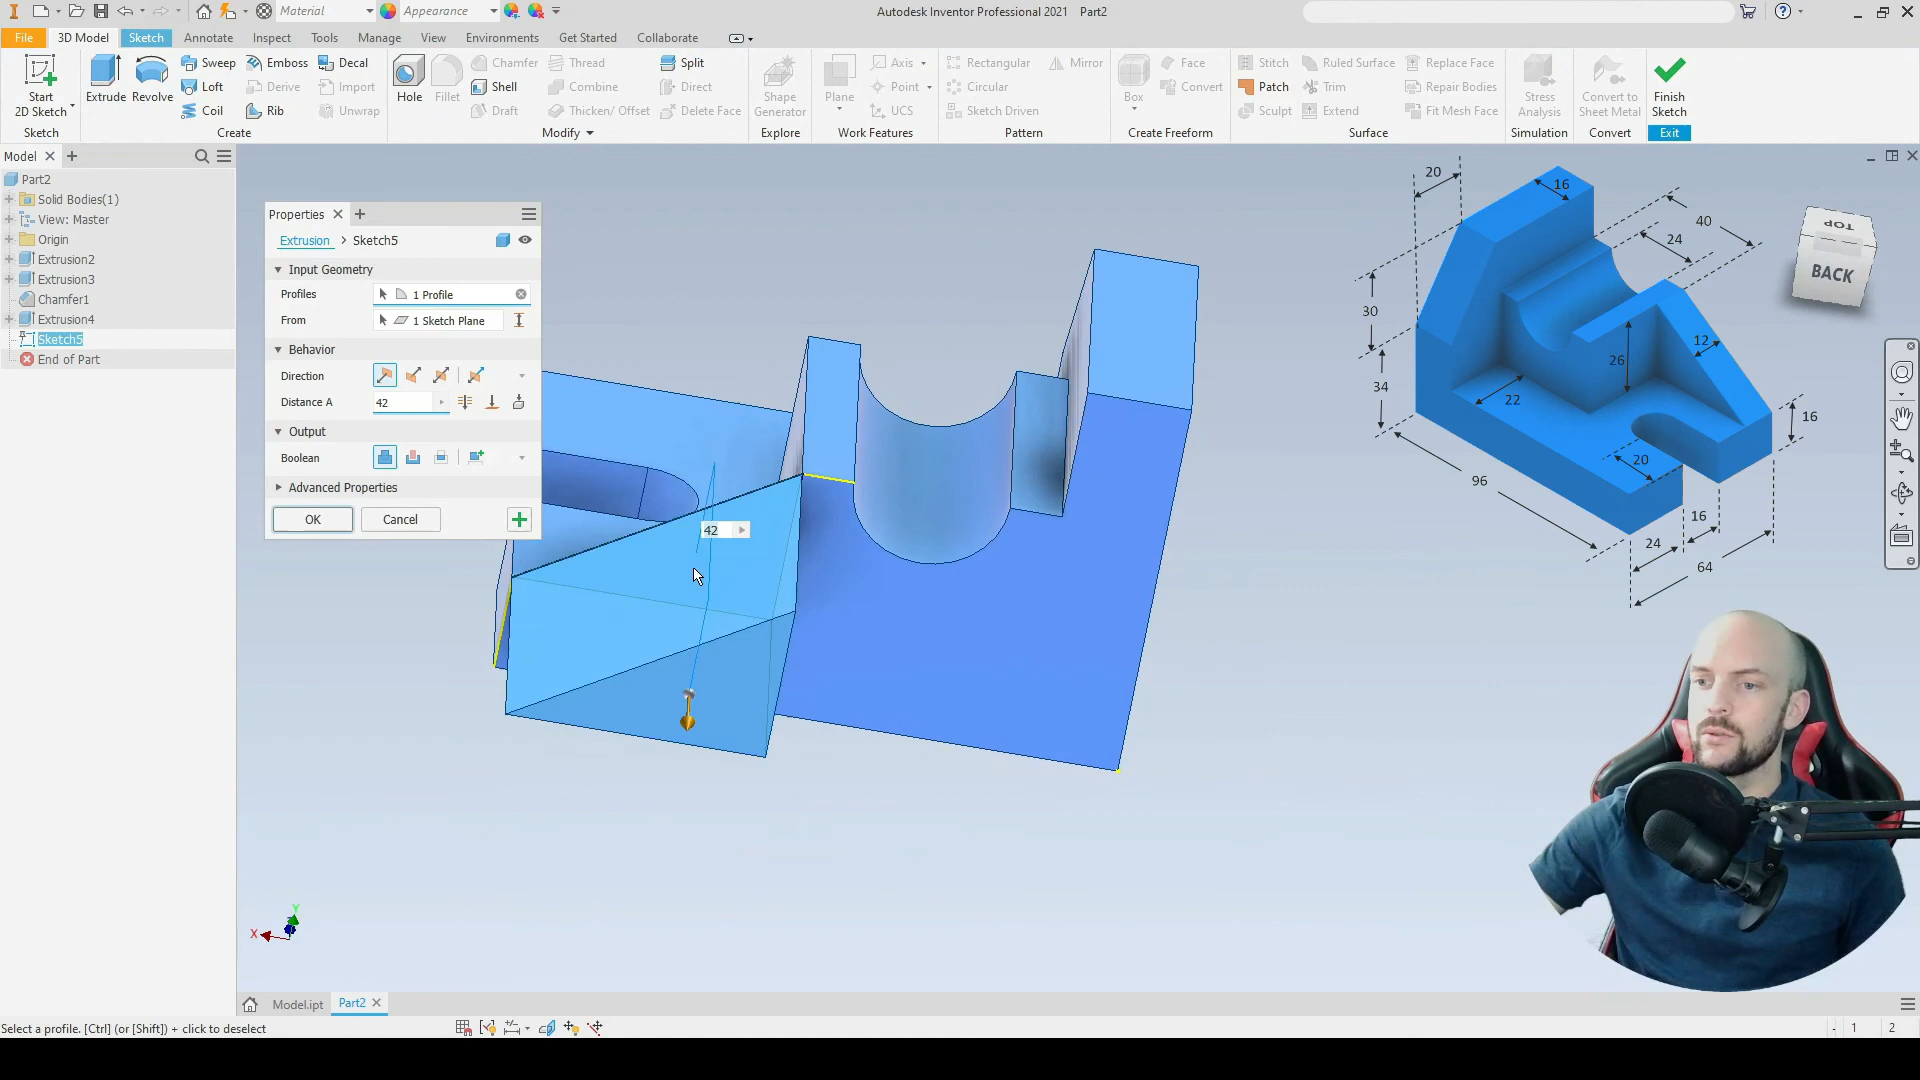 Material
Appearance
Autodesk Inventor Professional 2021 Part2
File
3D Model
Sketch
Annotate
Inspect
Tools
Manage
View
Environments
Get Started
Collaborate
Start
2D Sketch
Extrude
Revolve
Sweep
Loft
Coil
Emboss
Derive
Rib
Decal
Import
Unwrap
Hole
Fillet
Chamfer
Shell
Draft
Thread
Combine
Thicken/ Offset
Split
Direct
Delete Face
Shape
Generator
Plane
Axis
Point
UCS
Rectangular
Circular
Sketch Driven
Mirror
Box
Face
Convert
Stitch
Patch
Sculpt
Ruled Surface
Trim
Extend
Replace Face
Repair Bodies
Fit Mesh Face
Stress
Analysis
Convert to
Sheet Metal
Finish
Sketch
Sketch
Create
Modify
Explore
Work Features
Pattern
Create Freeform
Surface
Simulation
Convert
Exit
Model
Part2
Solid Bodies(1)
View: Master
Origin
Extrusion2
Extrusion3
Chamfer1
Extrusion4
Sketch5
End of Part
Properties
Extrusion > Sketch5
Input Geometry
Profiles
1 Profile
From
1 Sketch Plane
Behavior
Direction
Distance A
42
Output
Boolean
Advanced Properties
OK
Cancel
42
20
16
40
24
30
34
26
12
22
16
20
96
16
24
64
TOP
BACK
X
Y
Model.ipt
Part2
Select a profile. [Ctrl] (or [Shift]) + click to deselect
1
2